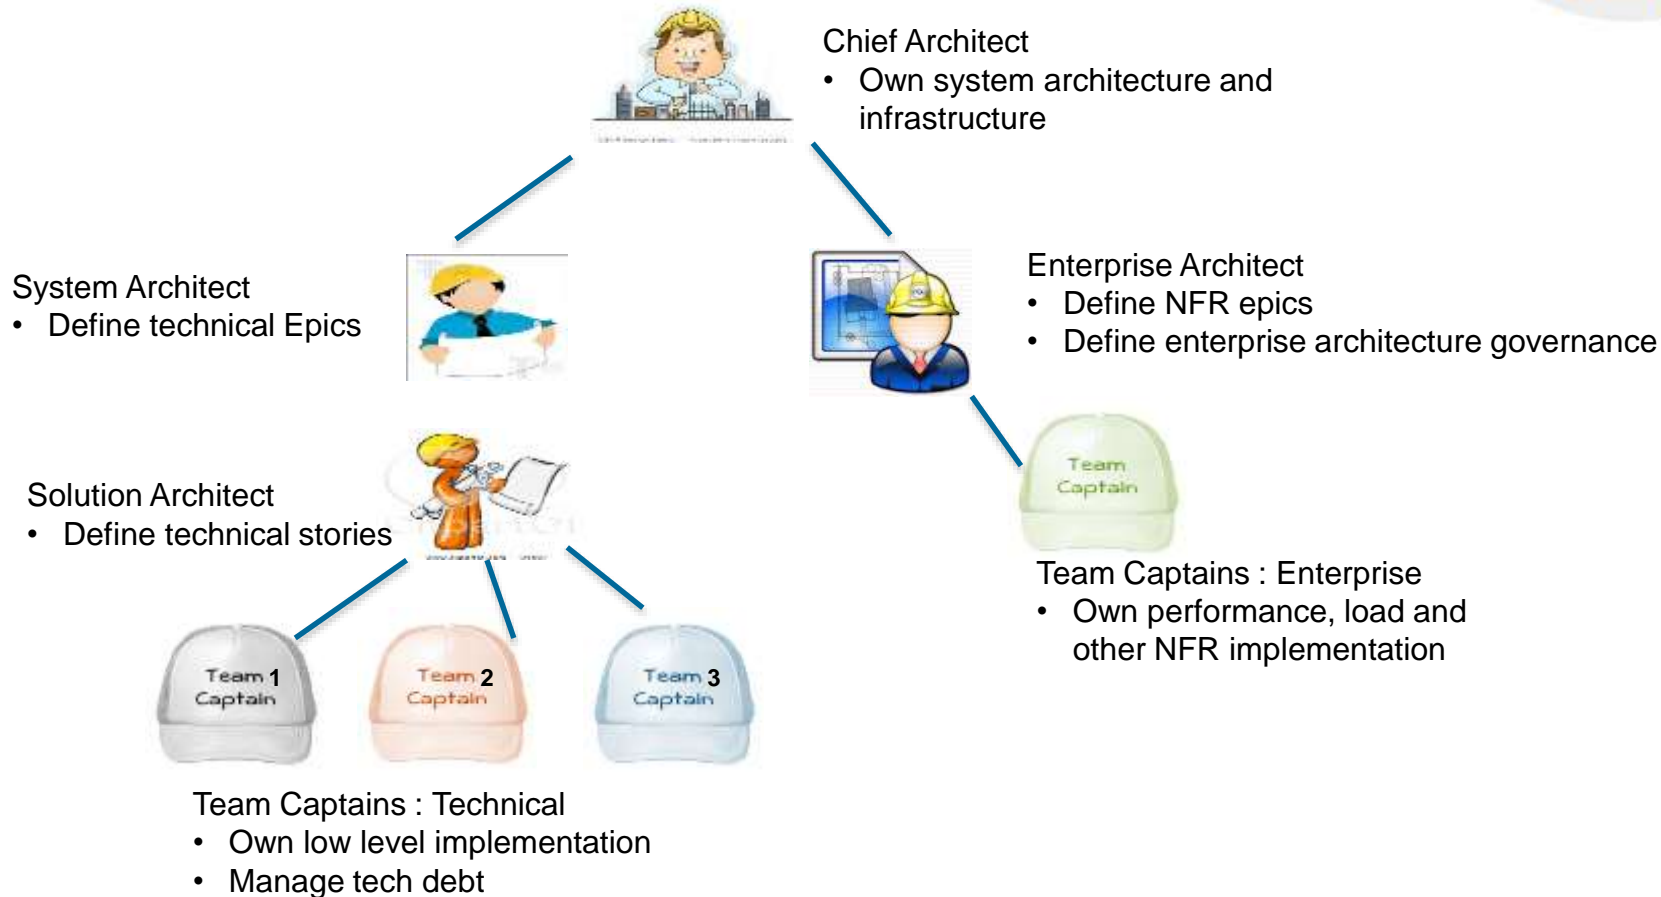 Chief Architect
• Own system architecture and
infrastructure
System Architect
• Define technical Epics
Enterprise Architect
• Define NFR epics
• Define enterprise architecture governance
Solution Architect
• Define technical stories
Team
Captain
Team Captains : Enterprise
• Own performance, load and
other NFR implementation
Team 1
Captain
Team 2
Captain
Team 3
Captain
Team Captains : Technical
• Own low level implementation
• Manage tech debt